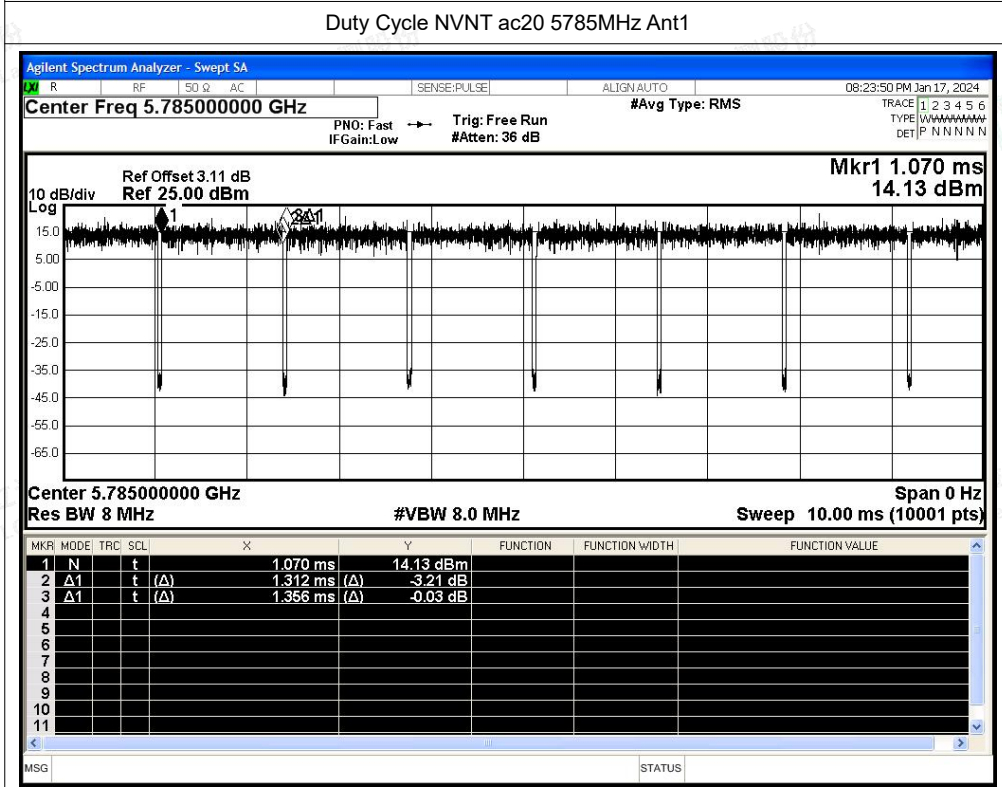 Duty Cycle NVNT ac20 5785MHz Ant1
Agilent Spectrum Analyzer - Swept SA
LXI R RF 50 Ω AC SENSE:PULSE ALIGN AUTO 08:23:50 PM Jan 17, 2024
Center Freq 5.785000000 GHz #Avg Type: RMS TRACE 1 2 3 4 5 6
PNO: Fast Trig: Free Run TYPE
IFGain:Low #Atten: 36 dB DET P N N N N N
Mkr1 1.070 ms
Ref Offset 3.11 dB
10 dB/div Ref 25.00 dBm 14.13 dBm
Log
1
15.0
5.00
-5.00
-15.0
-25.0
-35.0
-45.0
-55.0
-65.0
Center 5.785000000 GHz Span 0 Hz
Res BW 8 MHz #VBW 8.0 MHz Sweep 10.00 ms (10001 pts)
MKR MODE TRC SCL X Y FUNCTION FUNCTION WIDTH FUNCTION VALUE
1 N t 1.070 ms 14.13 dBm
2 Δ1 t (Δ) 1.312 ms (Δ) -3.21 dB
3 Δ1 t (Δ) 1.356 ms (Δ) -0.03 dB
4
5
6
7
8
9
10
11
MSG STATUS